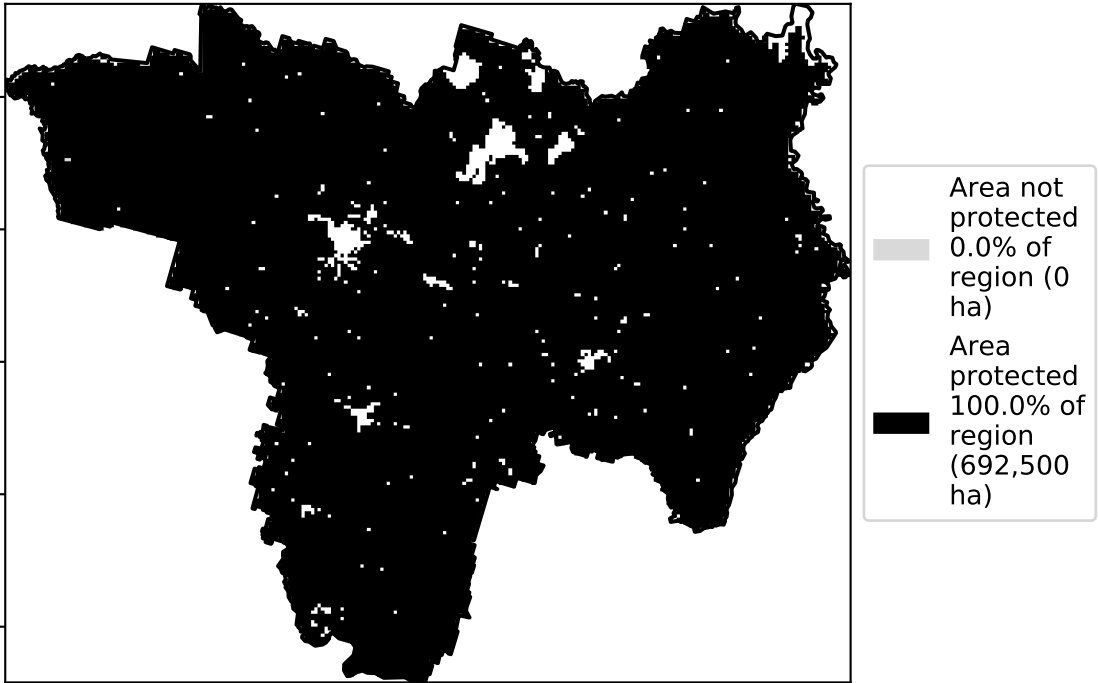 Area not
protected
0.0% of
region (0
ha)
Area
protected
100.0% of
region
(692,500
ha)